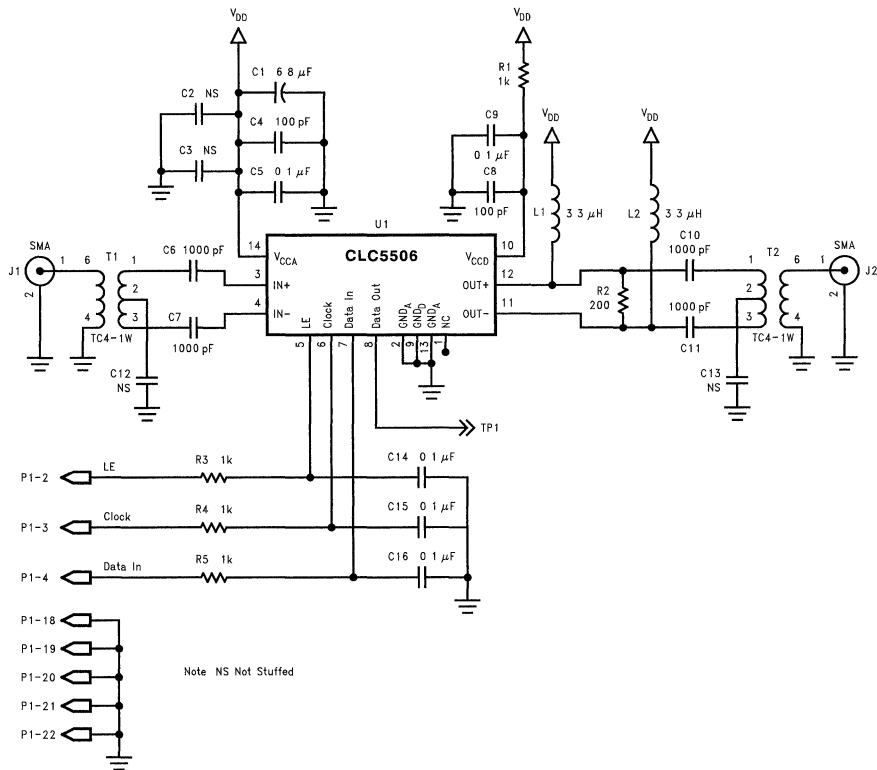 VDD
C1 6 8 μF
C2 NS
C4 100 pF
C3 NS
C5 0 1 μF
VDD
R1
1k
C9
0 1 μF
C8
100 pF
VDD
L1 3 3 μH
VDD
L2 3 3 μH
U1
CLC5506
14 VCCA
3 IN+
4 IN-
VCCD 10
OUT+ 12
OUT- 11
LE
Clock
Data In
Data Out
GNDA
GNDD
GNDA
NC
5
6
7
8
2
9
13
1
SMA
J1
1
2
T1
6
4
1
2
3
TC4-1W
C6 1000 pF
C7
1000 pF
C12
NS
R2
200
C10
1000 pF
1000 pF
C11
T2
1
2
3
6
4
TC4-1W
C13
NS
SMA
J2
1
2
TP1
P1-2 LE R3 1k C14 0 1 μF
P1-3 Clock R4 1k C15 0 1 μF
P1-4 Data In R5 1k C16 0 1 μF
P1-18
P1-19
P1-20
P1-21
P1-22
Note NS Not Stuffed